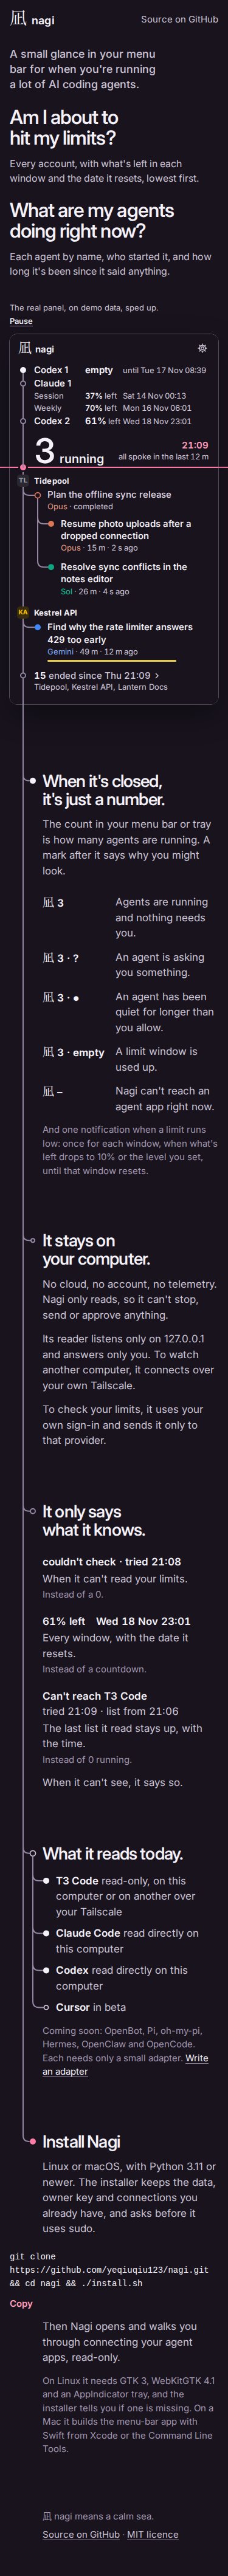 凪 nagi
Source on GitHub
A small glance in your menu
bar for when you're running
a lot of AI coding agents.
Am I about to
hit my limits?
Every account, with what's left in each
window and the date it resets, lowest first.
What are my agents
doing right now?
Each agent by name, who started it, and how
long it's been since it said anything.
The real panel, on demo data, sped up.
Pause
凪 nagi
Codex 1 empty until Tue 17 Nov 08:39
Claude 1
Session 37% left Sat 14 Nov 00:13
Weekly 70% left Mon 16 Nov 06:01
Codex 2 61% left Wed 18 Nov 23:01
3 running
21:09
all spoke in the last 12 m
TL Tidepool
Plan the offline sync release
Opus · completed
Resume photo uploads after a
dropped connection
Opus · 15 m · 2 s ago
Resolve sync conflicts in the
notes editor
Sol · 26 m · 4 s ago
KA Kestrel API
Find why the rate limiter answers
429 too early
Gemini · 49 m · 12 m ago
15 ended since Thu 21:09 ›
Tidepool, Kestrel API, Lantern Docs
When it's closed,
it's just a number.
The count in your menu bar or tray
is how many agents are running. A
mark after it says why you might
look.
凪 3 Agents are running
and nothing needs
you.
凪 3 · ? An agent is asking
you something.
凪 3 · ● An agent has been
quiet for longer than
you allow.
凪 3 · empty A limit window is
used up.
凪 – Nagi can't reach an
agent app right now.
And one notification when a limit runs
low: once for each window, when what's
left drops to 10% or the level you set,
until that window resets.
It stays on
your computer.
No cloud, no account, no telemetry.
Nagi only reads, so it can't stop,
send or approve anything.
Its reader listens only on 127.0.0.1
and answers only you. To watch
another computer, it connects over
your own Tailscale.
To check your limits, it uses your
own sign-in and sends it only to
that provider.
It only says
what it knows.
couldn't check · tried 21:08
When it can't read your limits.
Instead of a 0.
61% left Wed 18 Nov 23:01
Every window, with the date it
resets.
Instead of a countdown.
Can't reach T3 Code
tried 21:09 · list from 21:06
The last list it read stays up, with
the time.
Instead of 0 running.
When it can't see, it says so.
What it reads today.
T3 Code read-only, on this
computer or on another over
your Tailscale
Claude Code read directly on
this computer
Codex read directly on this
computer
Cursor in beta
Coming soon: OpenBot, Pi, oh-my-pi,
Hermes, OpenClaw and OpenCode.
Each needs only a small adapter. Write
an adapter
Install Nagi
Linux or macOS, with Python 3.11 or
newer. The installer keeps the data,
owner key and connections you
already have, and asks before it
uses sudo.
git clone
https://github.com/yeqiuqiu123/nagi.git
&& cd nagi && ./install.sh
Copy
Then Nagi opens and walks you
through connecting your agent
apps, read-only.
On Linux it needs GTK 3, WebKitGTK 4.1
and an AppIndicator tray, and the
installer tells you if one is missing. On a
Mac it builds the menu-bar app with
Swift from Xcode or the Command Line
Tools.
凪 nagi means a calm sea.
Source on GitHub · MIT licence